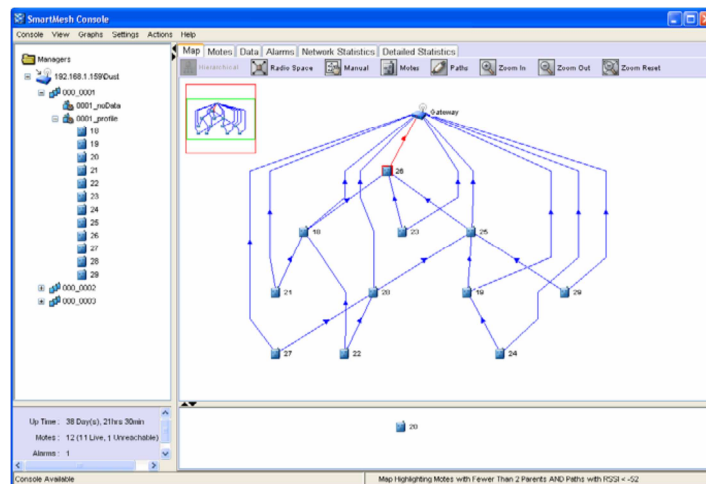 SmartMesh Console
Console View Graphs Settings Actions Help
Managers
192.168.1.159\Dust
000_0001
0001_noData
0001_profile
18
19
20
21
22
23
24
25
26
27
28
29
000_0002
000_0003
Map Motes Data Alarms Network Statistics Detailed Statistics
Hierarchical Radio Space Manual Motes Paths Zoom In Zoom Out Zoom Reset
Gateway
26
18 23 25
21 28 19 29
27 22 24
20
Up Time : 38 Day(s), 21hrs 30min
Motes : 12 (11 Live, 1 Unreachable)
Alarms : 1
Console Available
Map Highlighting Motes with Fewer Than 2 Parents AND Paths with RSSI < -52